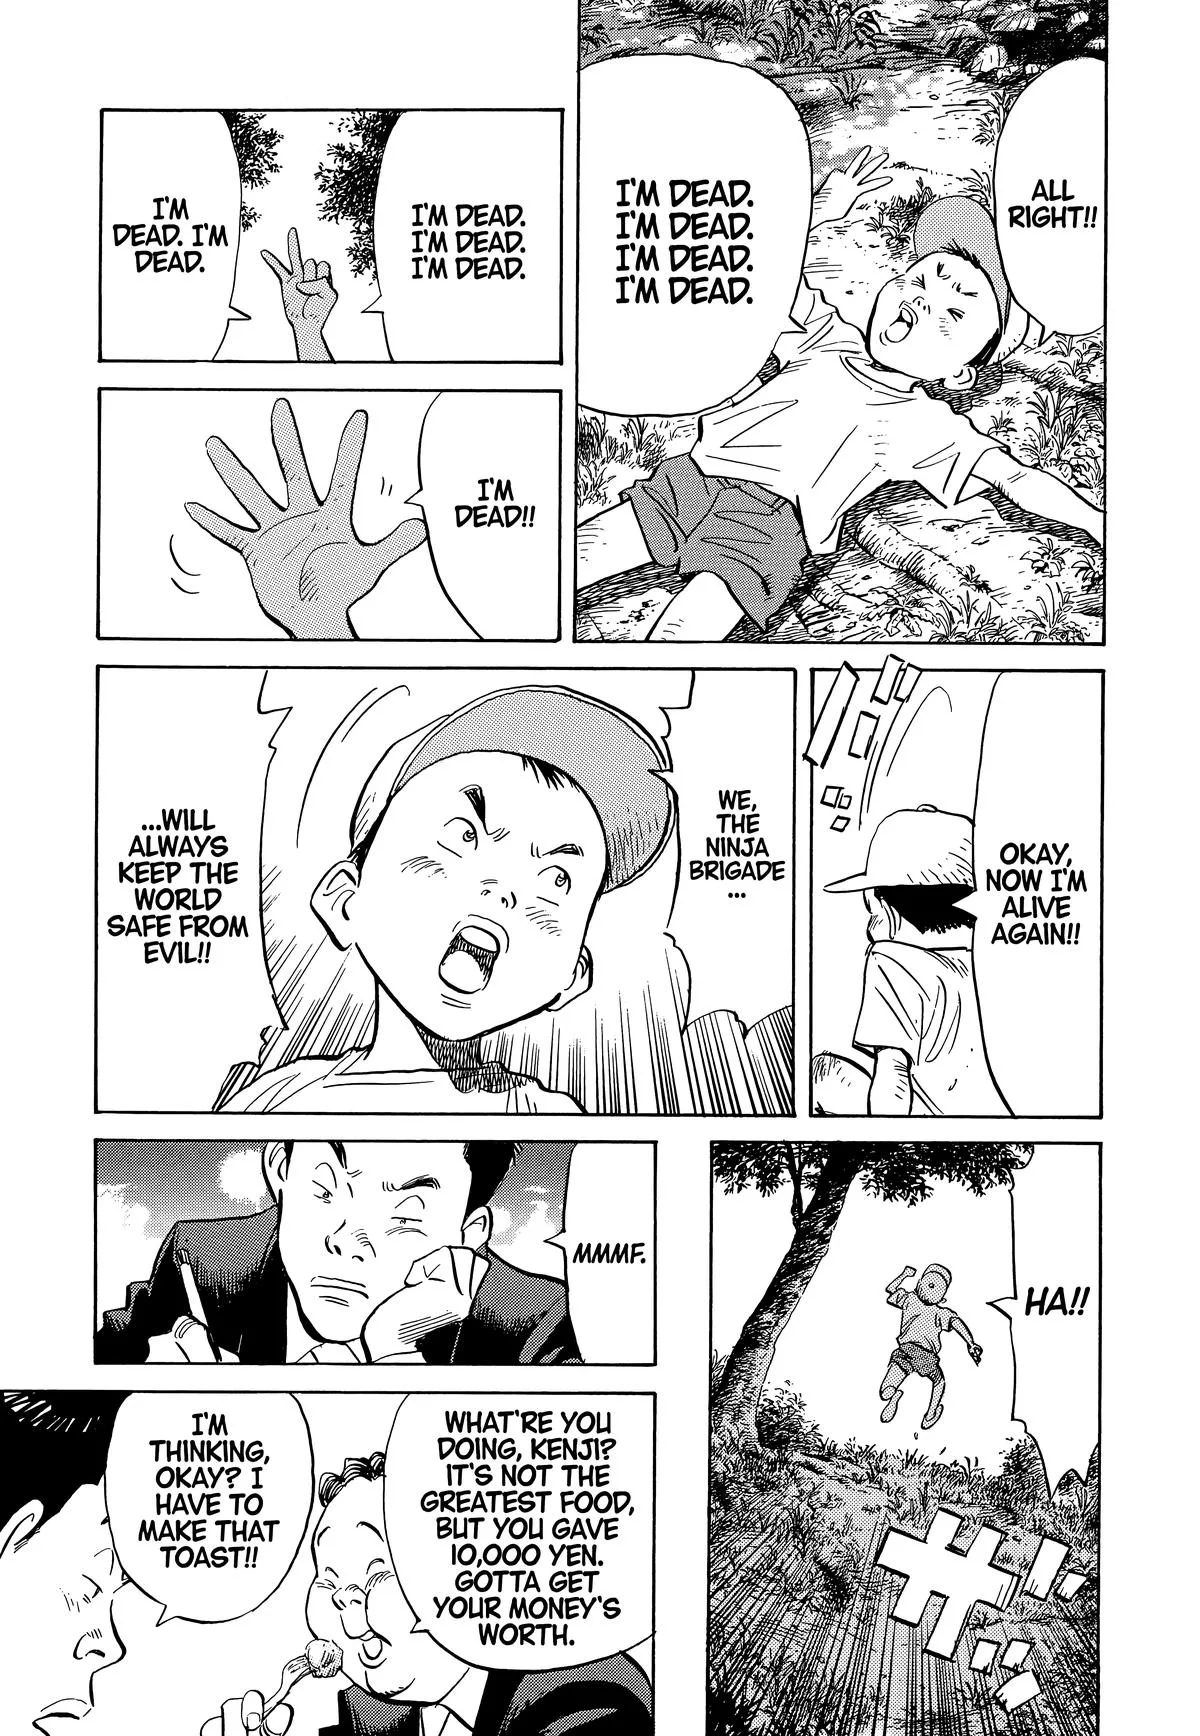 ALL
RIGHT!!
I'M DEAD.
I'M DEAD.
I'M DEAD.
I'M DEAD.
I'M DEAD.
I'M DEAD.
I'M DEAD.
I'M
DEAD. I'M
DEAD.
I'M
DEAD!!
OKAY,
NOW I'M
ALIVE
AGAIN!!
WE,
THE
NINJA
BRIGADE
...
...WILL
ALWAYS
KEEP THE
WORLD
SAFE FROM
EVIL!!
HA!!
ザザッ
MMMF.
WHAT'RE YOU
DOING, KENJI?
IT'S NOT THE
GREATEST FOOD,
BUT YOU GAVE
10,000 YEN.
GOTTA GET
YOUR MONEY'S
WORTH.
I'M
THINKING,
OKAY? I
HAVE TO
MAKE THAT
TOAST!!